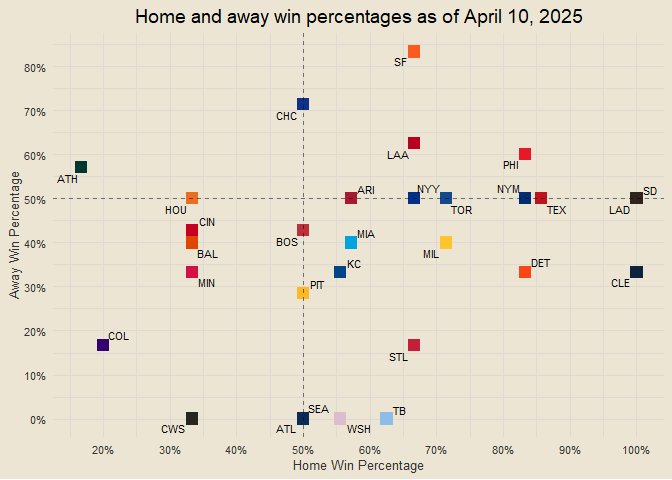 Home and away win percentages as of April 10, 2025
80%
SF
70%
CHC
60%
LAA
PHI
ATH
50%
HOU
ARI
NYY
TOR
NYM
TEX
LAD
SD
40%
CIN
BAL
BOS
MIA
MIL
30%
MIN
KC
PIT
DET
CLE
20%
COL
STL
10%
0%
CWS
ATL
SEA
WSH
TB
20%
30%
40%
50%
60%
70%
80%
90%
100%
Home Win Percentage
Away Win Percentage